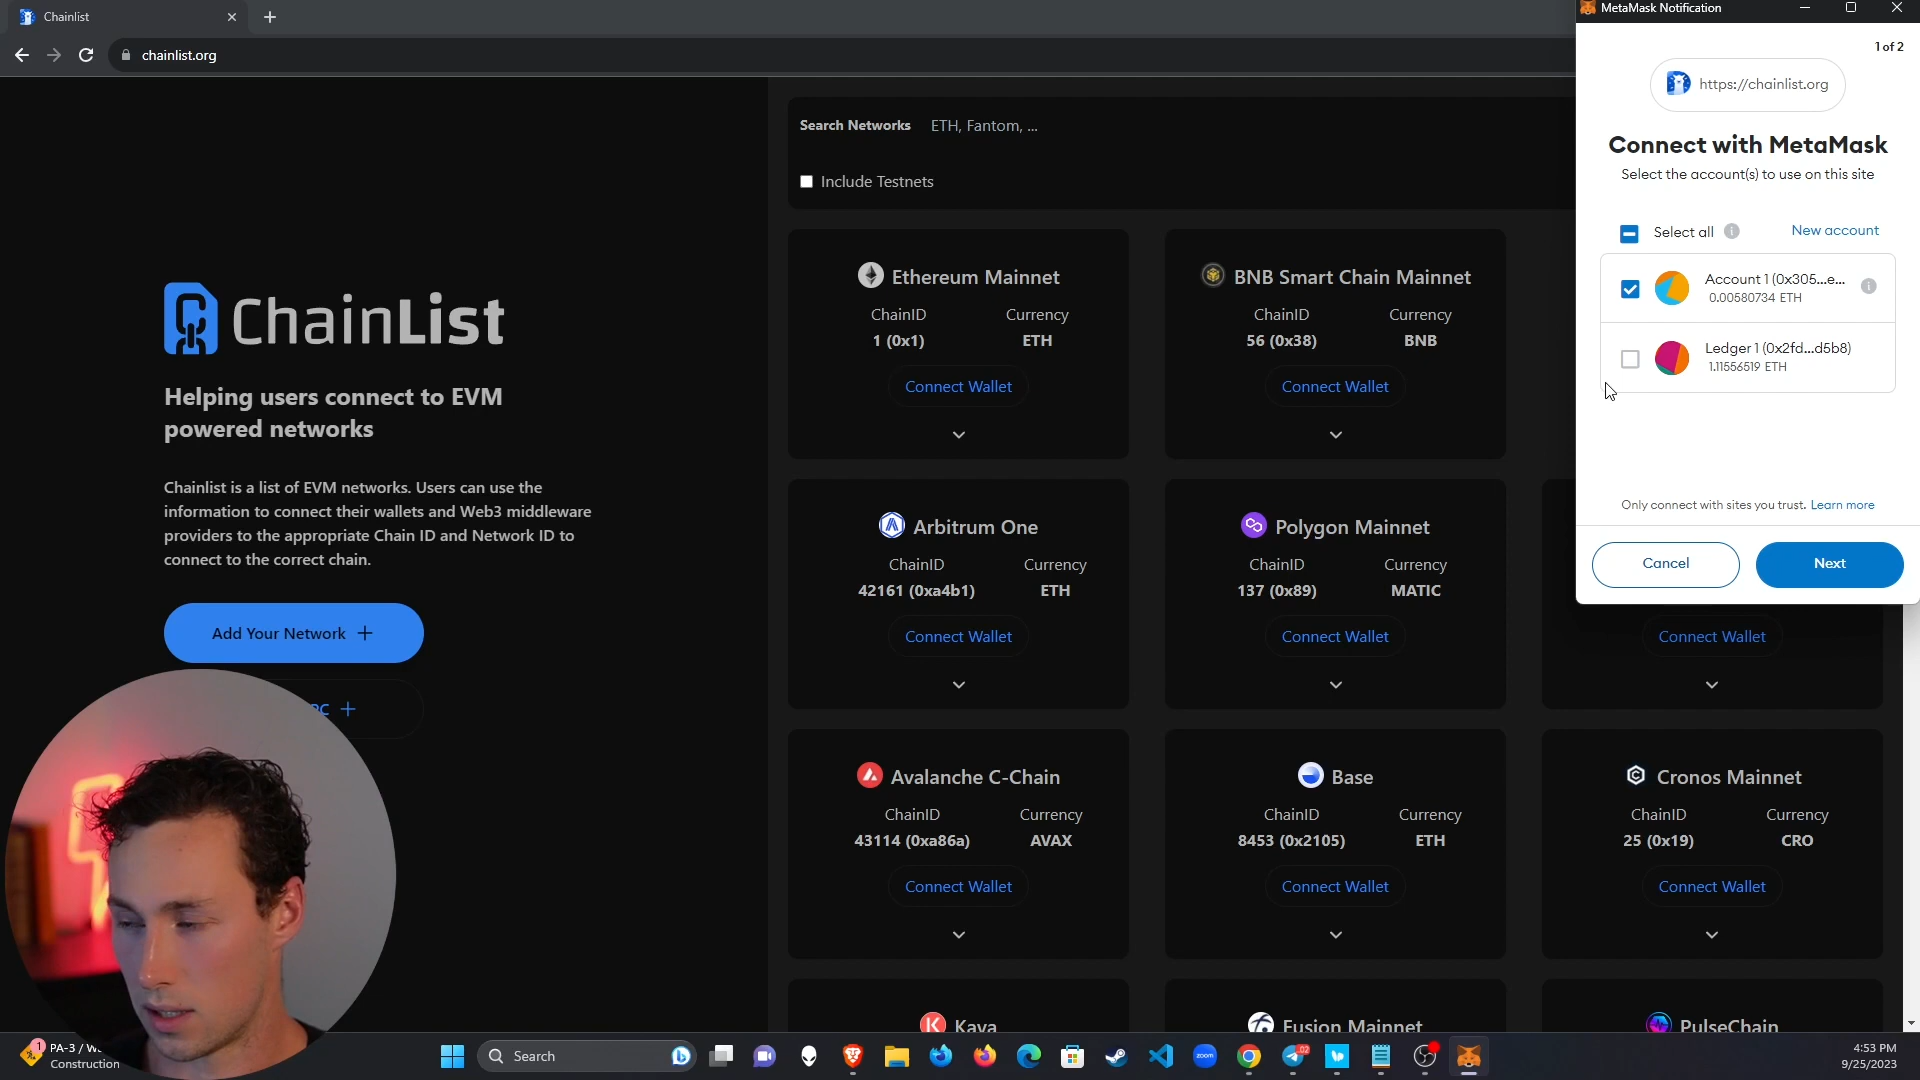 Chainlist
chainlist.org
ChainList
Helping users connect to EVM
powered networks
Chainlist is a list of EVM networks. Users can use the
information to connect their wallets and Web3 middleware
providers to the appropriate Chain ID and Network ID to
connect to the correct chain.
Add Your Network +
Search Networks ETH, Fantom, ...
Include Testnets
Ethereum Mainnet
ChainID Currency
1 (0x1) ETH
Connect Wallet
BNB Smart Chain Mainnet
ChainID Currency
56 (0x38) BNB
Connect Wallet
Arbitrum One
ChainID Currency
42161 (0xa4b1) ETH
Connect Wallet
Polygon Mainnet
ChainID Currency
137 (0x89) MATIC
Connect Wallet
Connect Wallet
Avalanche C-Chain
ChainID Currency
43114 (0xa86a) AVAX
Connect Wallet
Base
ChainID Currency
8453 (0x2105) ETH
Connect Wallet
Cronos Mainnet
ChainID Currency
25 (0x19) CRO
Connect Wallet
Kava
Fusion Mainnet
PulseChain
MetaMask Notification
1 of 2
https://chainlist.org
Connect with MetaMask
Select the account(s) to use on this site
Select all
New account
Account 1 (0x305...e...
0.00580734 ETH
Ledger 1 (0x2fd...d5b8)
1.11556519 ETH
Only connect with sites you trust. Learn more
Cancel
Next
1
PA-3 /
Construction
Search
zoom
4:53 PM
9/25/2023